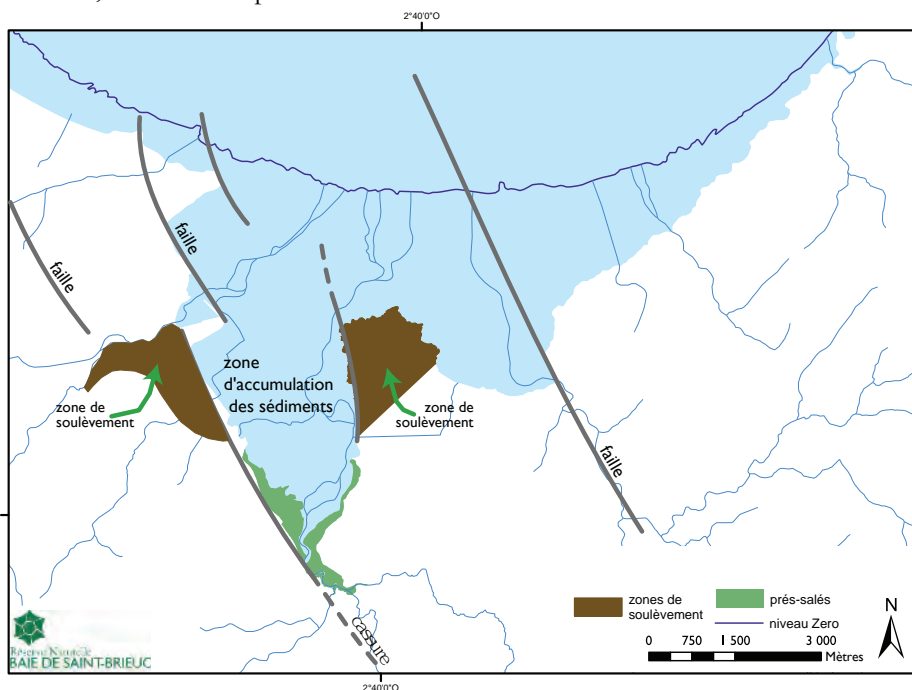 2°40'0"O
faille
faille
zone
d'accumulation
des sédiments
zone de
soulèvement
zone de
soulèvement
faille
cassure
zones de
soulèvement
prés-salés
niveau Zero
N
0 750 1 500 3 000
Mètres
Réserve Naturelle
BAIE DE SAINT-BRIEUC
2°40'0"O